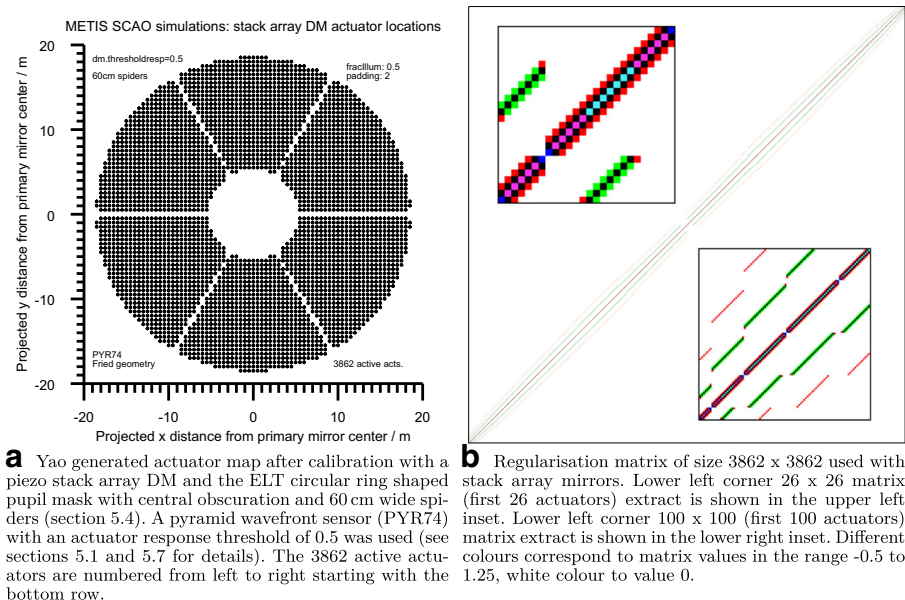 METIS SCAO simulations: stack array DM actuator locations
dm.thresholdresp=0.5
60cm spiders
fracIllum: 0.5
padding: 2
PYR74
Fried geometry
3862 active acts.
Projected y distance from primary mirror center / m
20
10
0
-10
-20
-20 -10 0 10 20
Projected x distance from primary mirror center / m
a Yao generated actuator map after calibration with a
piezo stack array DM and the ELT circular ring shaped
pupil mask with central obscuration and 60 cm wide spi-
ders (section 5.4). A pyramid wavefront sensor (PYR74)
with an actuator response threshold of 0.5 was used (see
sections 5.1 and 5.7 for details). The 3862 active actu-
ators are numbered from left to right starting with the
bottom row.
b Regularisation matrix of size 3862 x 3862 used with
stack array mirrors. Lower left corner 26 x 26 matrix
(first 26 actuators) extract is shown in the upper left
inset. Lower left corner 100 x 100 (first 100 actuators)
matrix extract is shown in the lower right inset. Different
colours correspond to matrix values in the range -0.5 to
1.25, white colour to value 0.